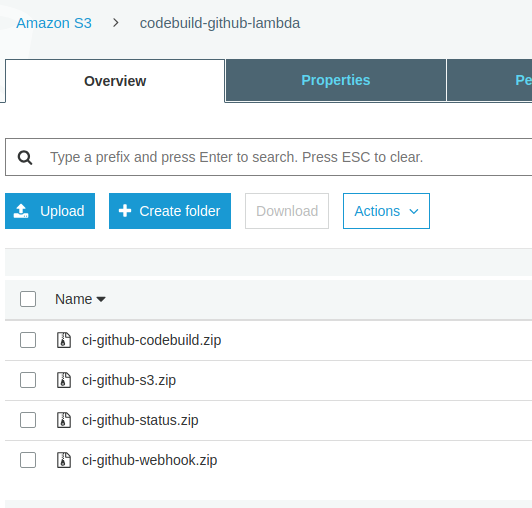 Amazon S3 > codebuild-github-lambda
Overview Properties Pe
Type a prefix and press Enter to search. Press ESC to clear.
Upload Create folder Download Actions
Name
ci-github-codebuild.zip
ci-github-s3.zip
ci-github-status.zip
ci-github-webhook.zip